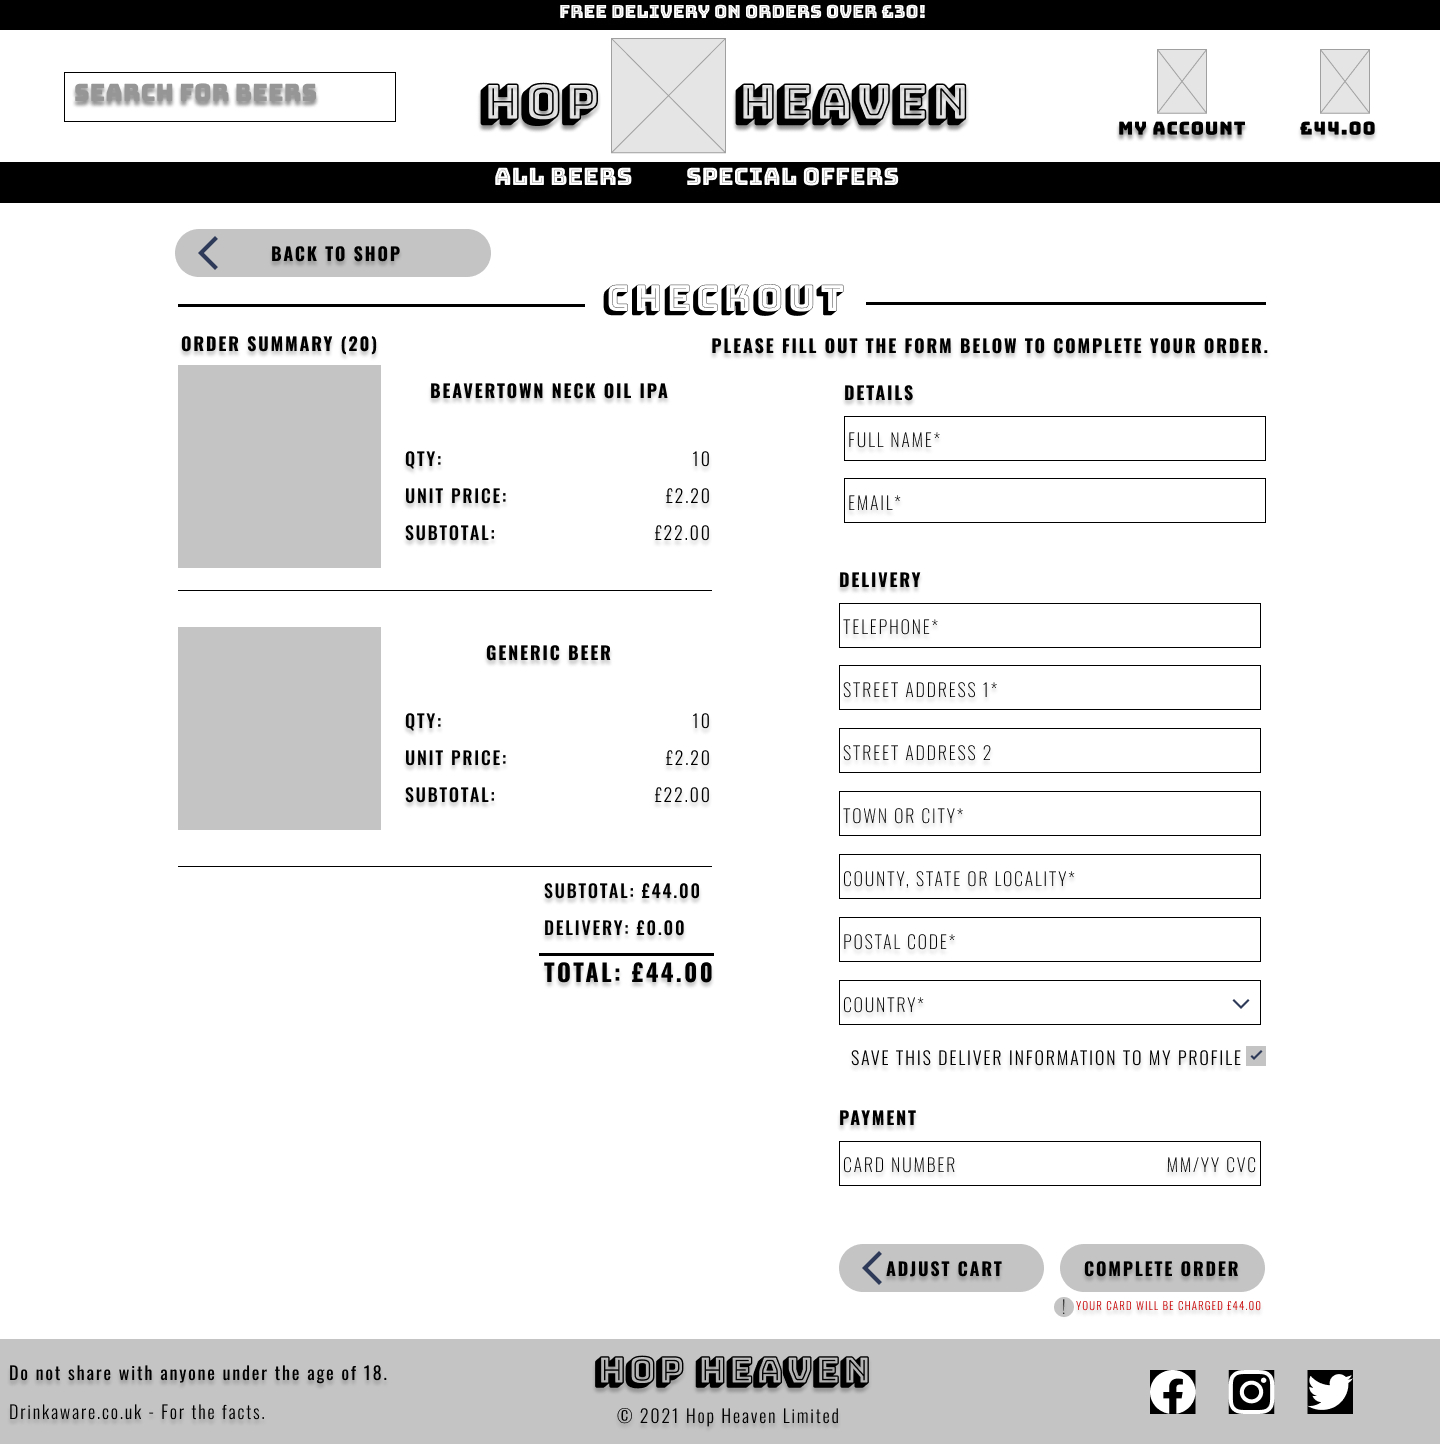 FREE DELIVERY ON ORDERS OVER £30!
SEARCH FOR BEERS
HOP HEAVEN
MY ACCOUNT
£44.00
ALL BEERS SPECIAL OFFERS
BACK TO SHOP
CHECKOUT
ORDER SUMMARY (20)
BEAVERTOWN NECK OIL IPA
QTY: 10
UNIT PRICE: £2.20
SUBTOTAL: £22.00
GENERIC BEER
QTY: 10
UNIT PRICE: £2.20
SUBTOTAL: £22.00
SUBTOTAL: £44.00
DELIVERY: £0.00
TOTAL: £44.00
PLEASE FILL OUT THE FORM BELOW TO COMPLETE YOUR ORDER.
DETAILS
FULL NAME*
EMAIL*
DELIVERY
TELEPHONE*
STREET ADDRESS 1*
STREET ADDRESS 2
TOWN OR CITY*
COUNTY, STATE OR LOCALITY*
POSTAL CODE*
COUNTRY*
SAVE THIS DELIVER INFORMATION TO MY PROFILE
PAYMENT
CARD NUMBER MM/YY CVC
ADJUST CART
COMPLETE ORDER
! YOUR CARD WILL BE CHARGED £44.00
Do not share with anyone under the age of 18.
Drinkaware.co.uk - For the facts.
HOP HEAVEN
© 2021 Hop Heaven Limited